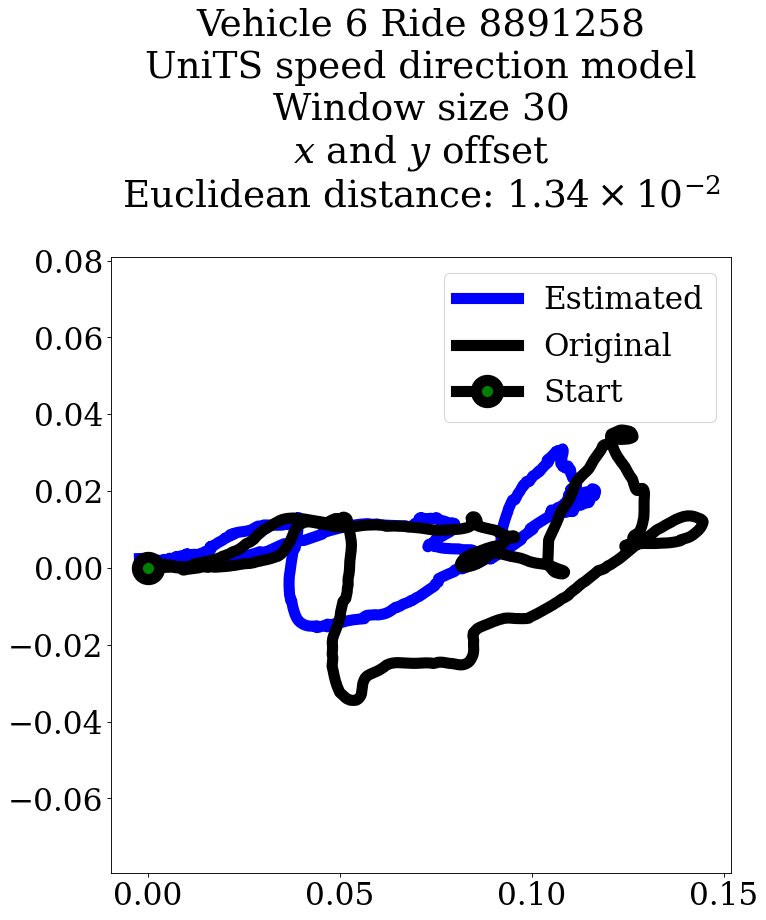 Vehicle 6 Ride 8891258
UniTS speed direction model
Window size 30
x and y offset
Euclidean distance: 1.34 × 10⁻²
0.08
Estimated
0.06
Original
0.04
Start
0.02
0.00
−0.02
−0.04
−0.06
0.00 0.05 0.10 0.15